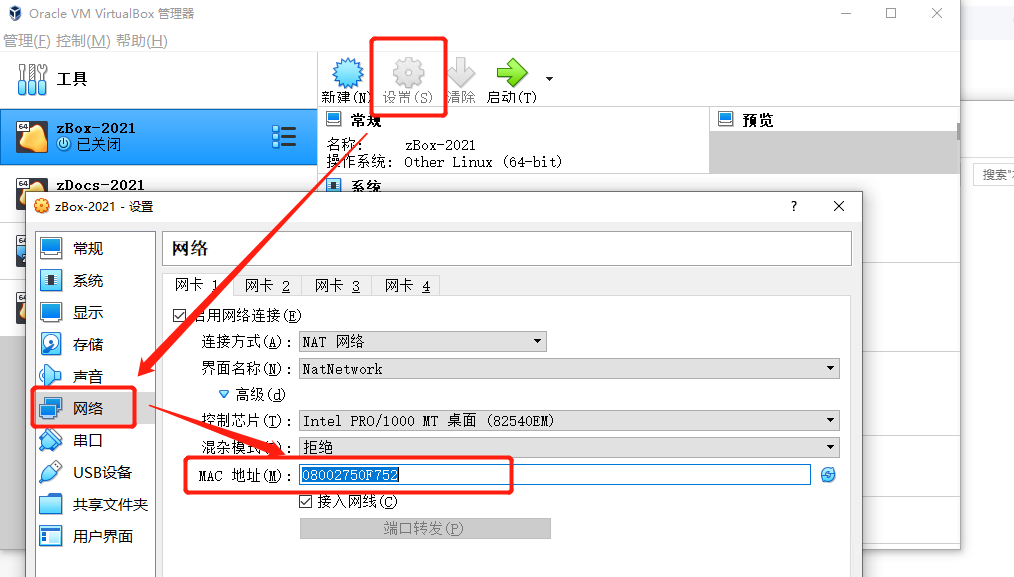 Oracle VM VirtualBox 管理器
管理(F) 控制(M) 帮助(H)
工具
新建(N) 设置(S) 清除 启动(T)
64 zBox-2021
已关闭
常规
预览
名称: zBox-2021
操作系统: Other Linux (64-bit)
64 zDocs-2021
系统
搜索"
zBox-2021 - 设置 ?
常规
系统
显示
存储
声音
网络
串口
USB设备
共享文件夹
用户界面
网络
网卡 1 网卡 2 网卡 3 网卡 4
启用网络连接(E)
连接方式(A): NAT 网络
界面名称(N): NatNetwork
高级(d)
控制芯片(T): Intel PRO/1000 MT 桌面 (82540EM)
混杂模式 : 拒绝
MAC 地址(M): 08002750F752
接入网线(C)
端口转发(P)